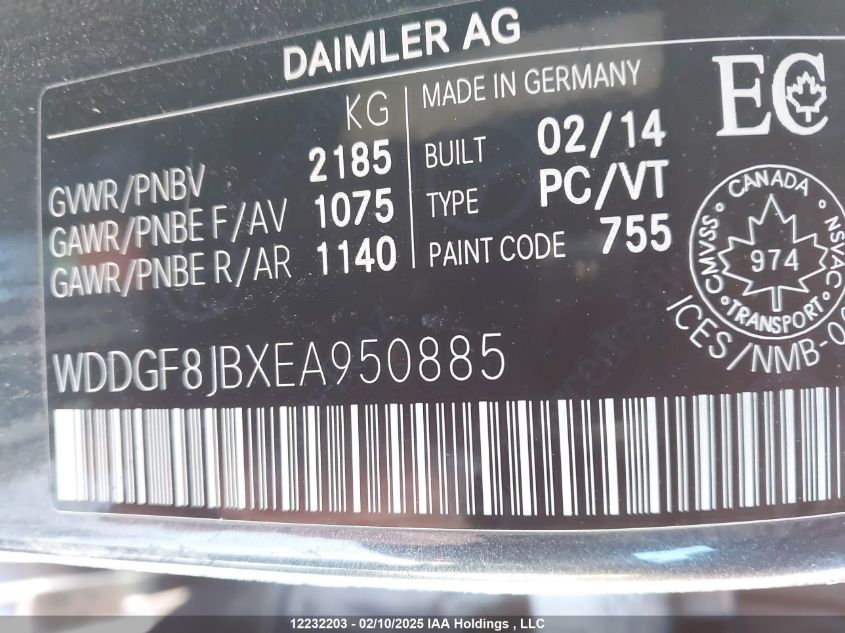 DAIMLER AG
KG
GVWR/PNBV 2185
GAWR/PNBE F/AV 1075
GAWR/PNBE R/AR 1140
MADE IN GERMANY
BUILT 02/14
TYPE PC/VT
PAINT CODE 755
EC
CANADA
CMVSS NSVAC
974
TRANSPORT
ICES/NMB-0
WDDGF8JBXEA950885
12232203 - 02/10/2025 IAA Holdings , LLC